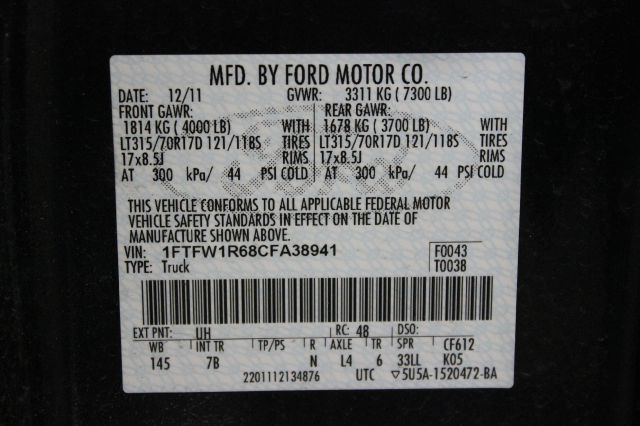 MFD. BY FORD MOTOR CO.
DATE: 12/11 GVWR: 3311 KG ( 7300 LB)
FRONT GAWR: REAR GAWR:
1814 KG ( 4000 LB) WITH 1678 KG ( 3700 LB) WITH
LT315/70R17D 121/118S TIRES LT315/70R17D 121/118S TIRES
17x8.5J RIMS 17x8.5J RIMS
AT 300 kPa/ 44 PSI COLD AT 300 kPa/ 44 PSI COLD
THIS VEHICLE CONFORMS TO ALL APPLICABLE FEDERAL MOTOR
VEHICLE SAFETY STANDARDS IN EFFECT ON THE DATE OF
MANUFACTURE SHOWN ABOVE.
VIN: 1FTFW1R68CFA38941 F0043
TYPE: Truck T0038
EXT PNT: UH RC: 48 DSO:
WB INT TR TP/PS R AXLE TR SPR CF612
145 7B N L4 6 33LL K05
2201112134876 UTC ▽5U5A-1520472-BA